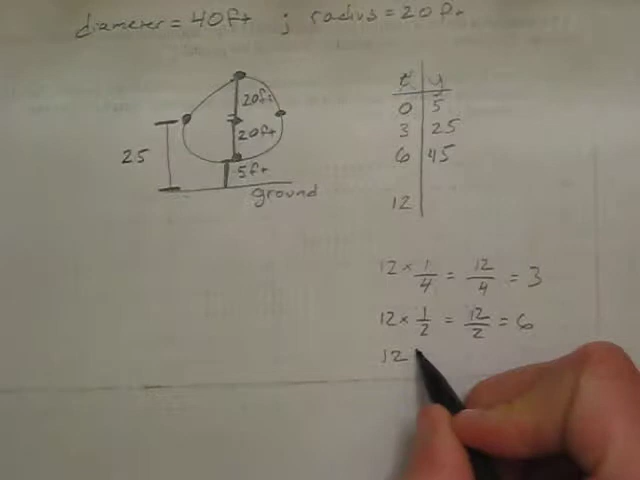 diameter = 40ft ; radius = 20ft
20ft
20ft
25
5ft
ground
t y
0 5
3 25
6 45
12
12 × 1/4 = 12/4 = 3
12 × 1/2 = 12/2 = 6
12